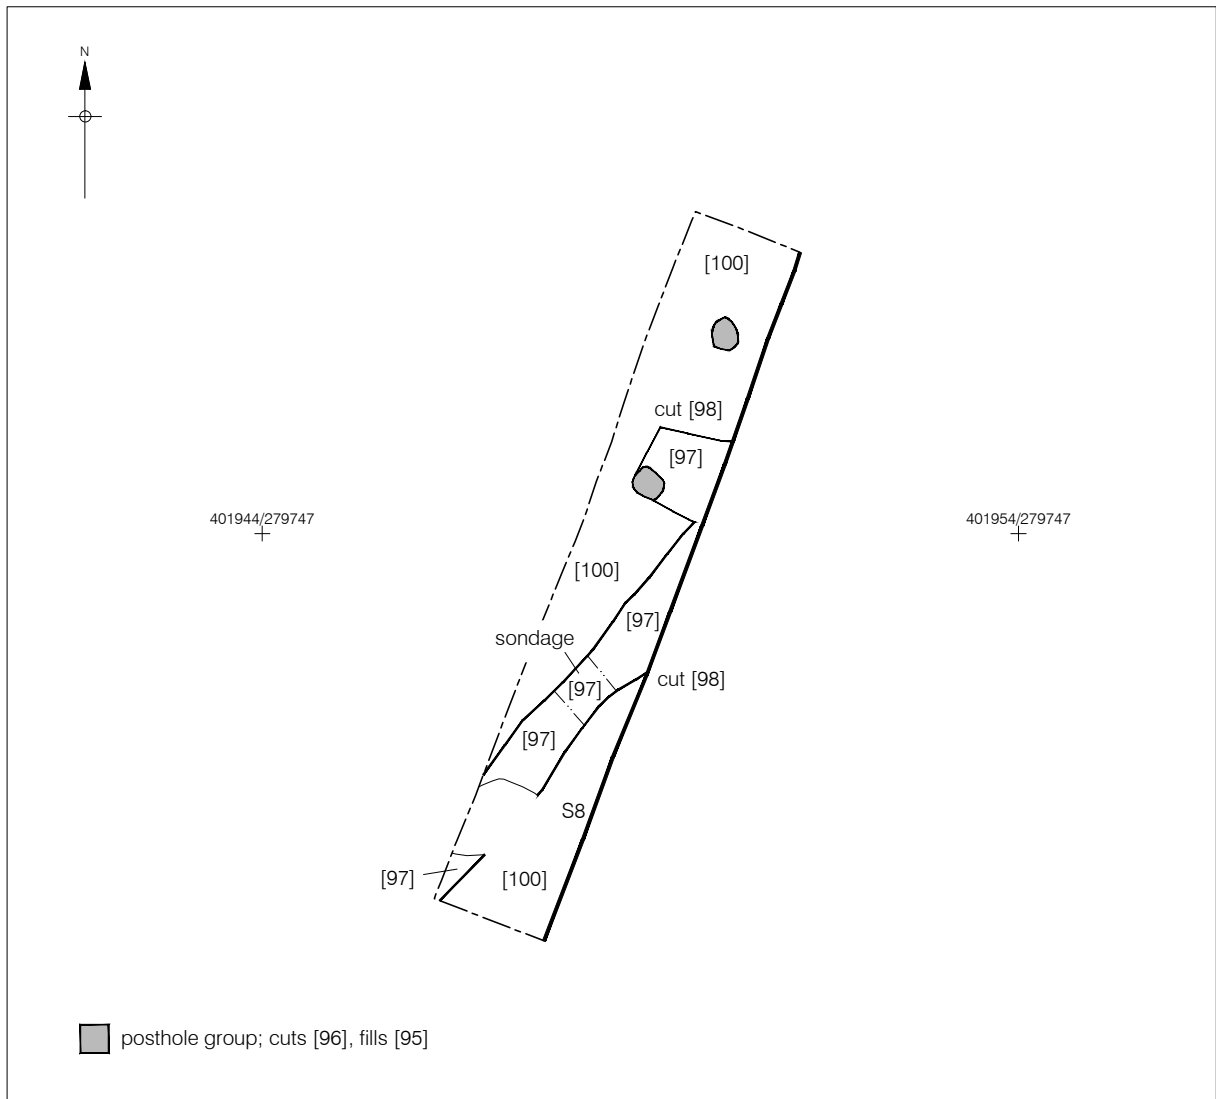 N
[100]
cut [98]
[97]
401944/279747
401954/279747
[100]
[97]
sondage
[97]
cut [98]
[97]
S8
[97]
[100]
posthole group; cuts [96], fills [95]